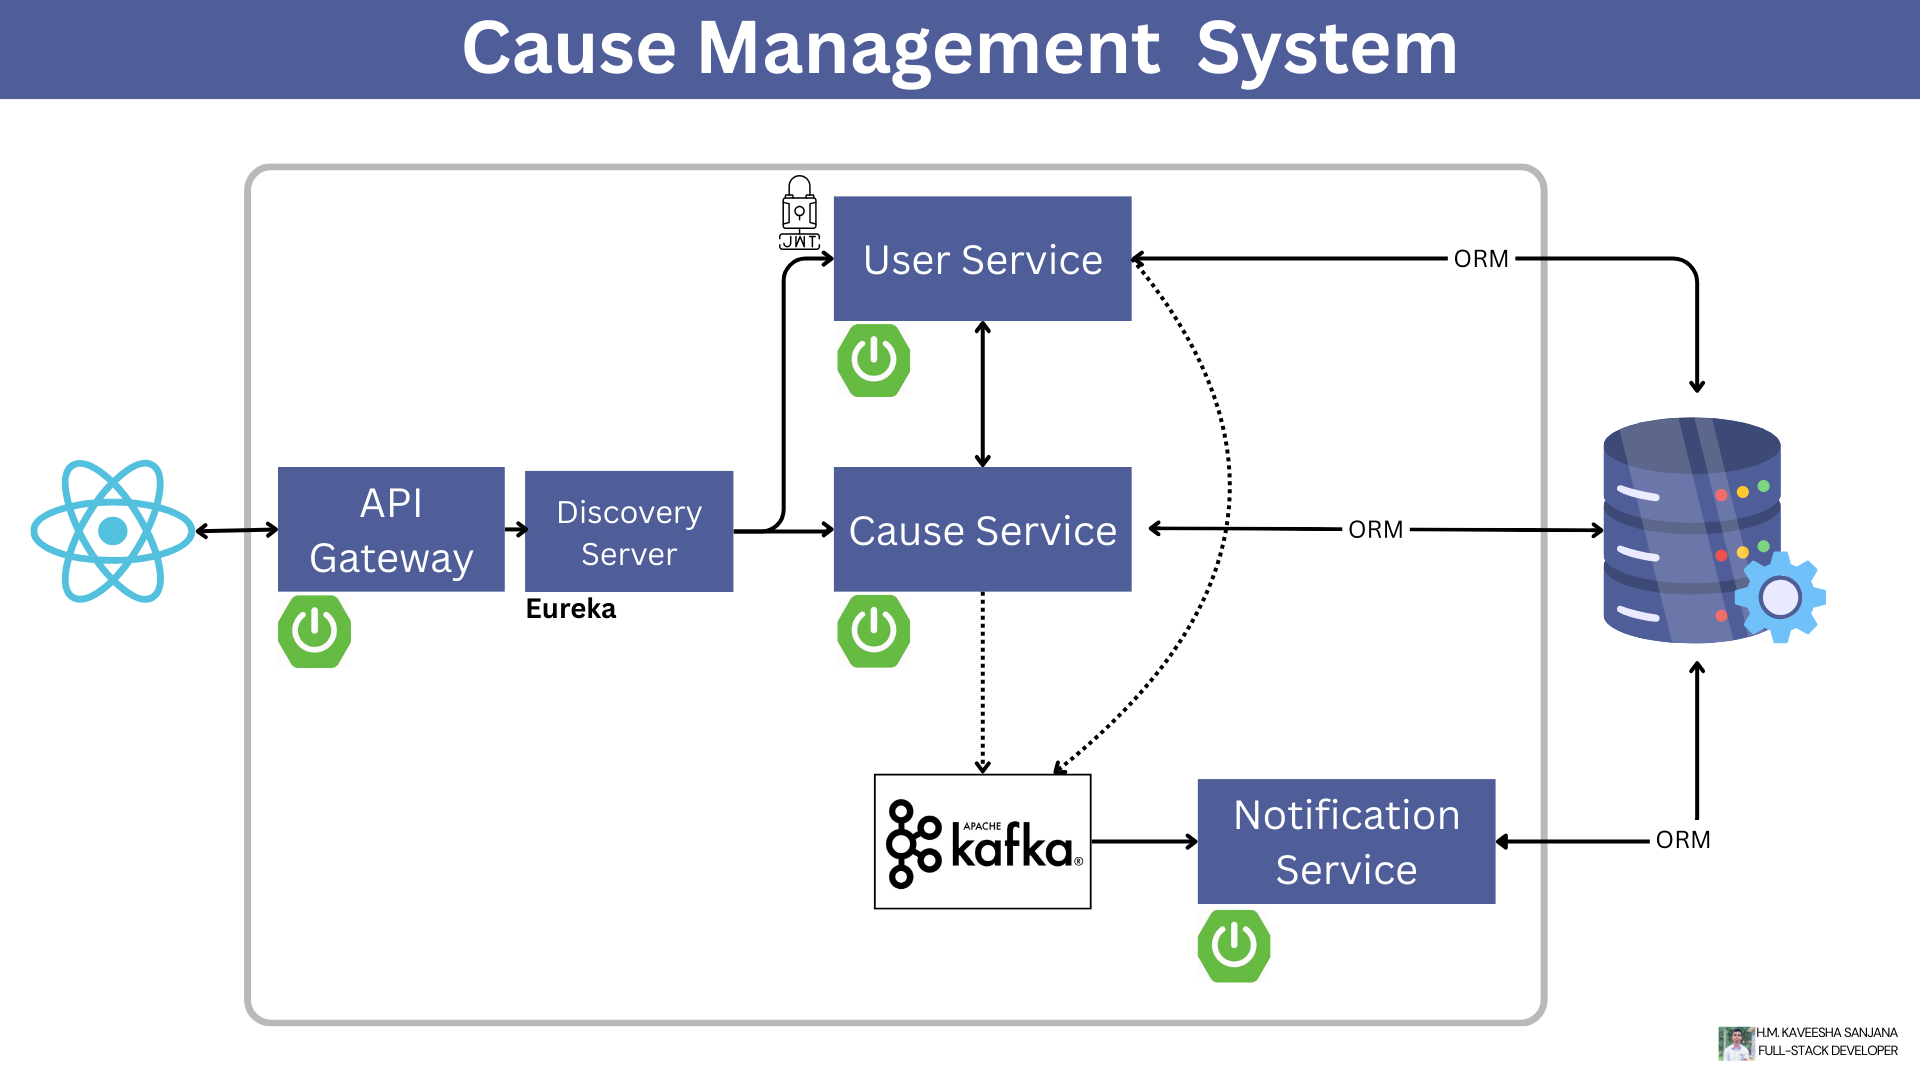 Cause Management System
JWT
User Service
ORM
API
Gateway
Discovery
Server
Eureka
Cause Service
ORM
APACHE
kafka®
Notification
Service
ORM
H.M. KAVEESHA SANJANA
FULL-STACK DEVELOPER